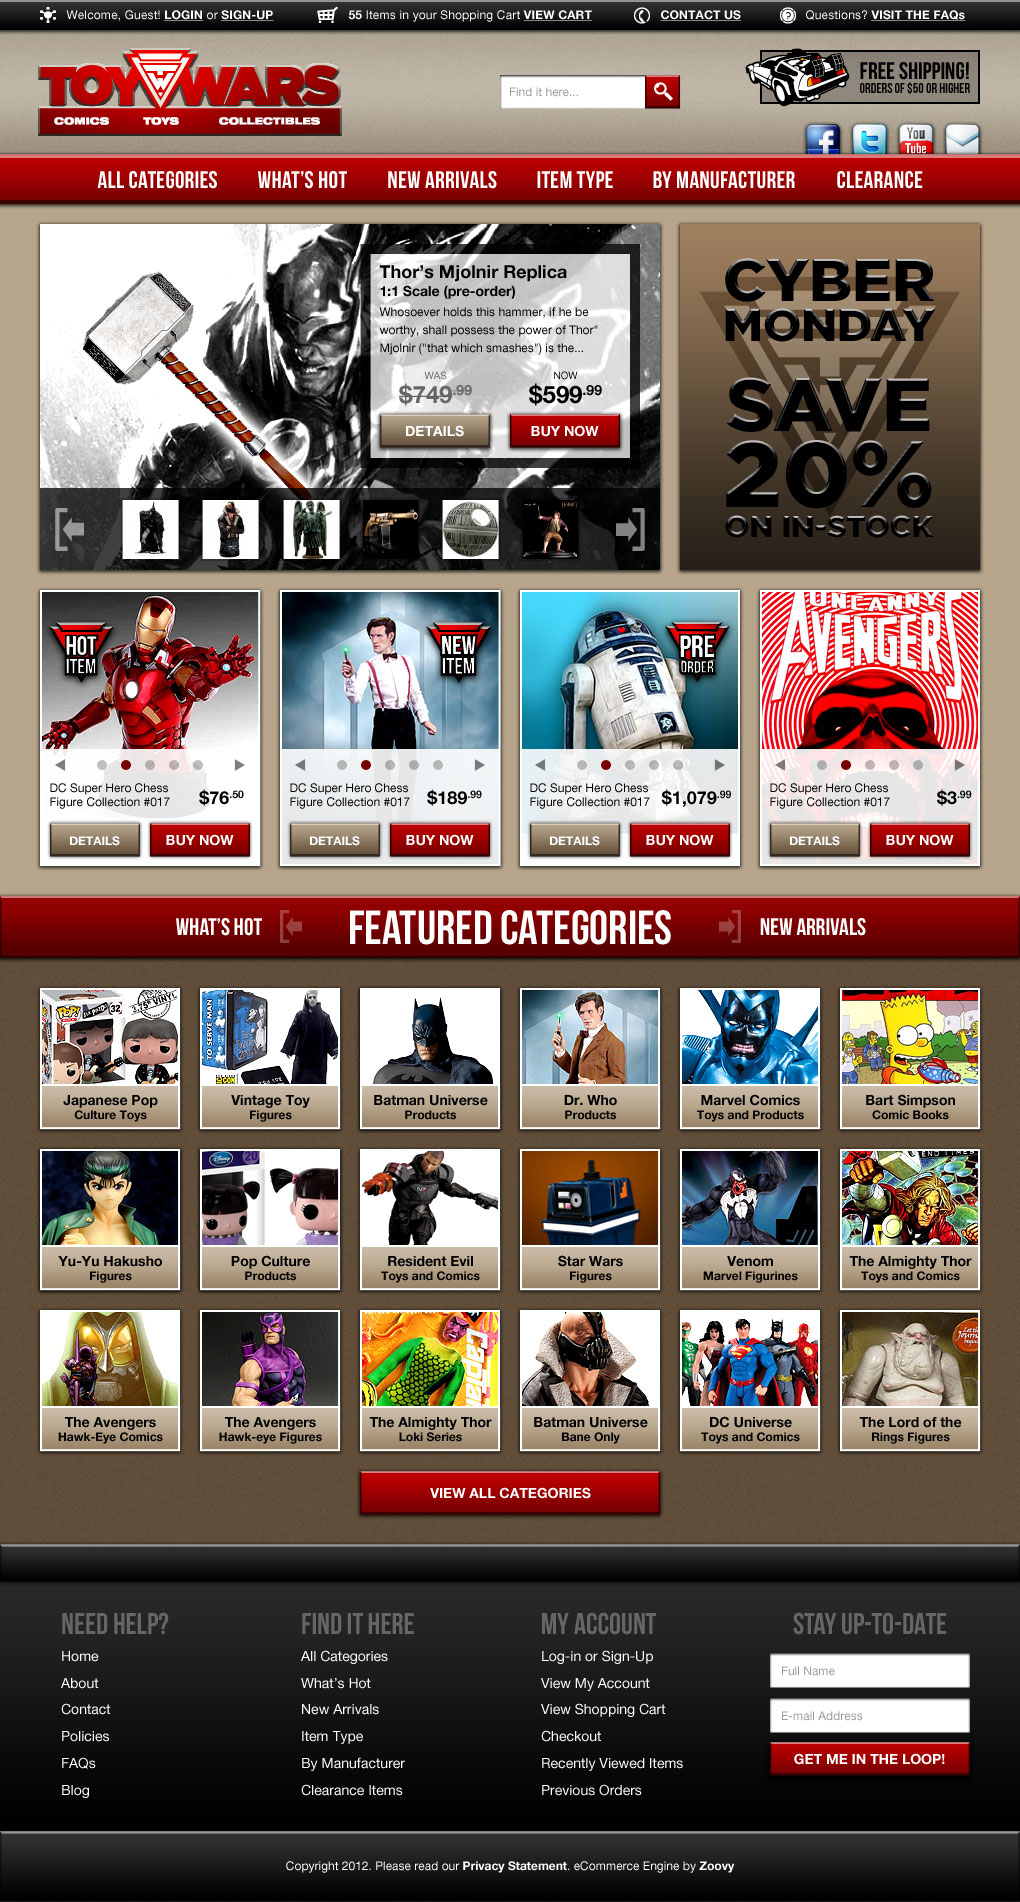 Welcome, Guest! LOGIN or SIGN-UP
55 Items in your Shopping Cart VIEW CART
CONTACT US
Questions? VISIT THE FAQs
TOY WARS
COMICS TOYS COLLECTIBLES
Find it here...
FREE SHIPPING!
ORDERS OF $50 OR HIGHER
You
Tube
ALL CATEGORIES
WHAT'S HOT
NEW ARRIVALS
ITEM TYPE
BY MANUFACTURER
CLEARANCE
Thor's Mjolnir Replica
1:1 Scale (pre-order)
Whosoever holds this hammer, if he be
worthy, shall possess the power of Thor"
Mjolnir ("that which smashes") is the...
WAS
NOW
$749.99
$599.99
DETAILS
BUY NOW
CYBER
MONDAY
SAVE
20%
ON IN-STOCK
HOT
ITEM
DC Super Hero Chess
Figure Collection #017
$76.50
DETAILS
BUY NOW
NEW
ITEM
DC Super Hero Chess
Figure Collection #017
$189.99
DETAILS
BUY NOW
PRE
ORDER
DC Super Hero Chess
Figure Collection #017
$1,079.99
DETAILS
BUY NOW
UNCANNY
AVENGERS
DC Super Hero Chess
Figure Collection #017
$3.99
DETAILS
BUY NOW
WHAT'S HOT
FEATURED CATEGORIES
NEW ARRIVALS
POP!
32
VINYL
Japanese Pop
Culture Toys
TO SERVE MAN
Vintage Toy
Figures
Batman Universe
Products
Dr. Who
Products
Marvel Comics
Toys and Products
Bart Simpson
Comic Books
Yu-Yu Hakusho
Figures
Disney
Pop Culture
Products
N7
Resident Evil
Toys and Comics
Star Wars
Figures
Venom
Marvel Figurines
END TIMES
The Almighty Thor
Toys and Comics
The Avengers
Hawk-Eye Comics
The Avengers
Hawk-eye Figures
The Almighty Thor
Loki Series
Batman Universe
Bane Only
DC Universe
Toys and Comics
The Lord of the
Rings Figures
VIEW ALL CATEGORIES
NEED HELP?
Home
About
Contact
Policies
FAQs
Blog
FIND IT HERE
All Categories
What's Hot
New Arrivals
Item Type
By Manufacturer
Clearance Items
MY ACCOUNT
Log-in or Sign-Up
View My Account
View Shopping Cart
Checkout
Recently Viewed Items
Previous Orders
STAY UP-TO-DATE
Full Name
E-mail Address
GET ME IN THE LOOP!
Copyright 2012. Please read our Privacy Statement. eCommerce Engine by Zoovy